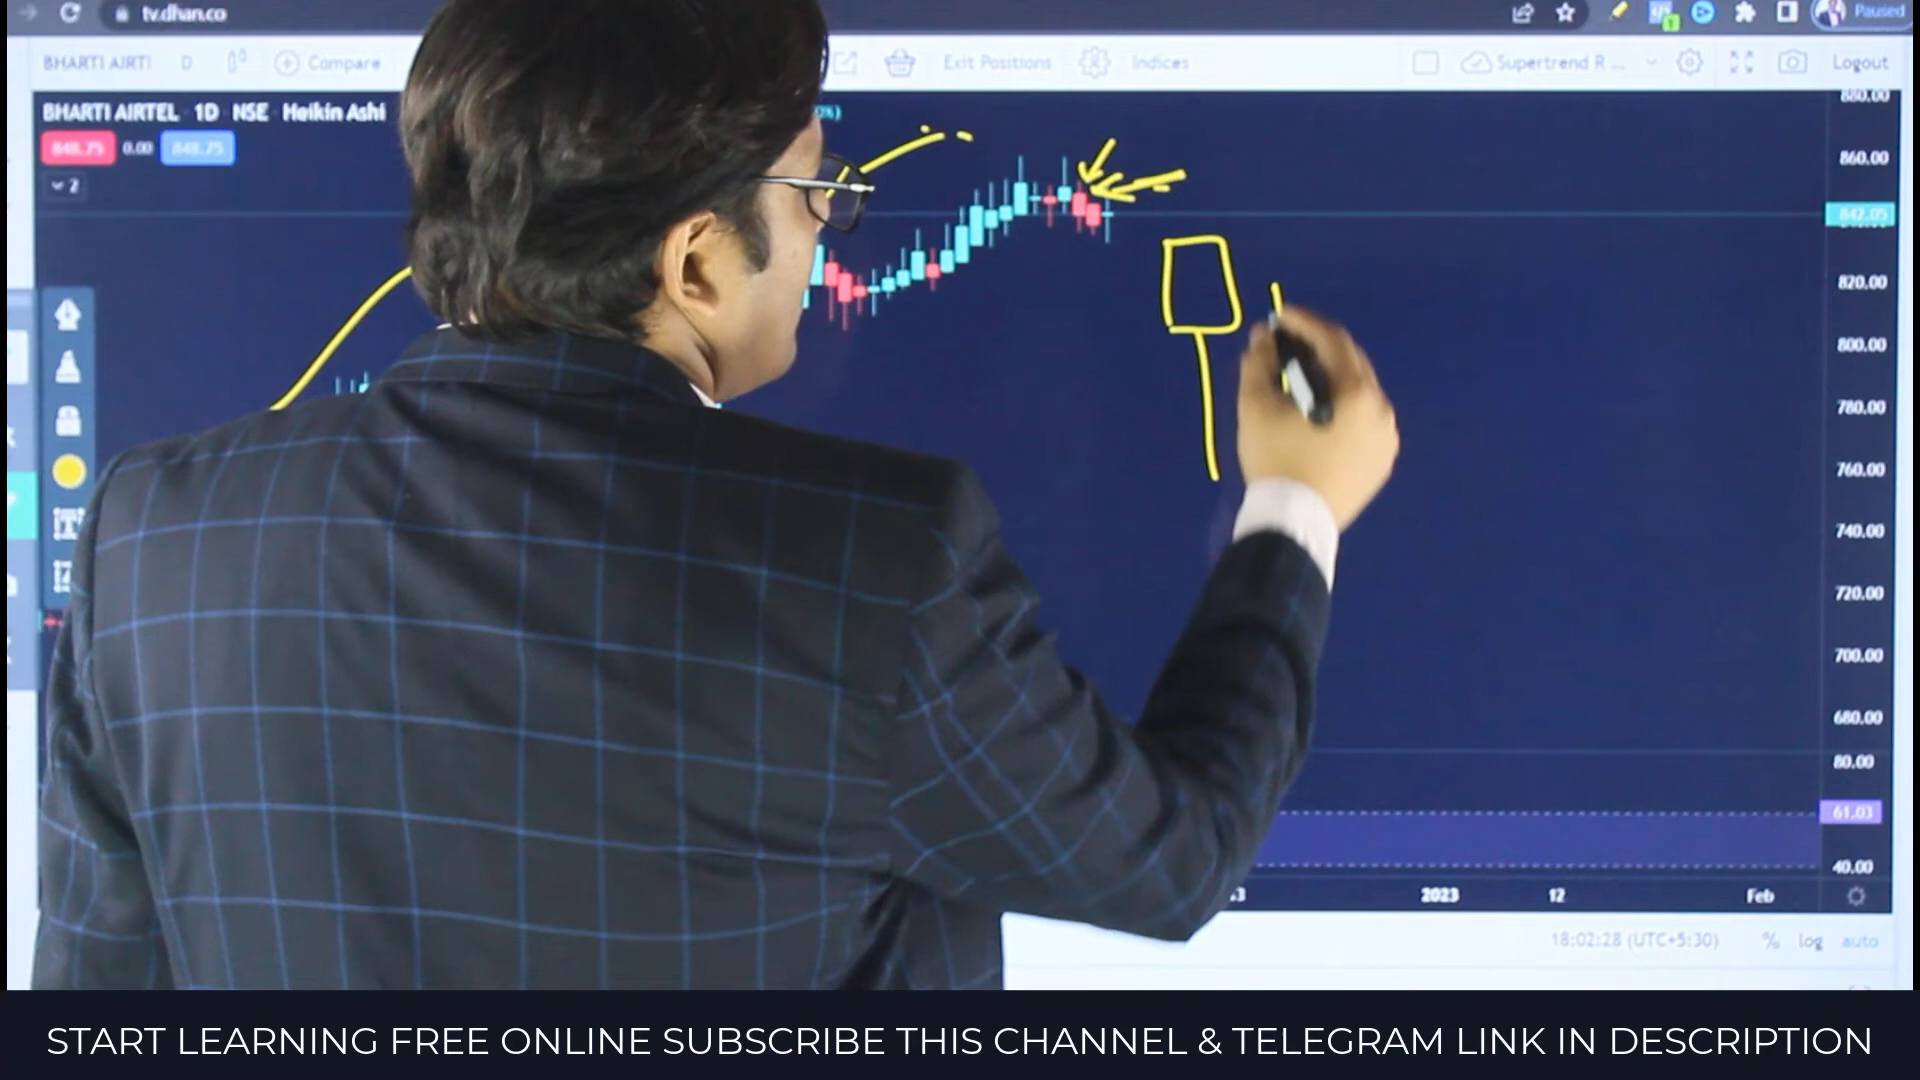 tv.dhan.co
Paused
BHARTI AIRTI D Compare Exit Positions Indices Supertrend R ... Logout
BHARTI AIRTEL 1D NSE Heikin Ashi 0%)
848.75 0.00 848.75
2
880.00
860.00
842.05
820.00
800.00
780.00
760.00
740.00
720.00
700.00
680.00
80.00
61.03
40.00
2023 12 Feb
18:02:28 (UTC+5:30) % log auto
START LEARNING FREE ONLINE SUBSCRIBE THIS CHANNEL & TELEGRAM LINK IN DESCRIPTION